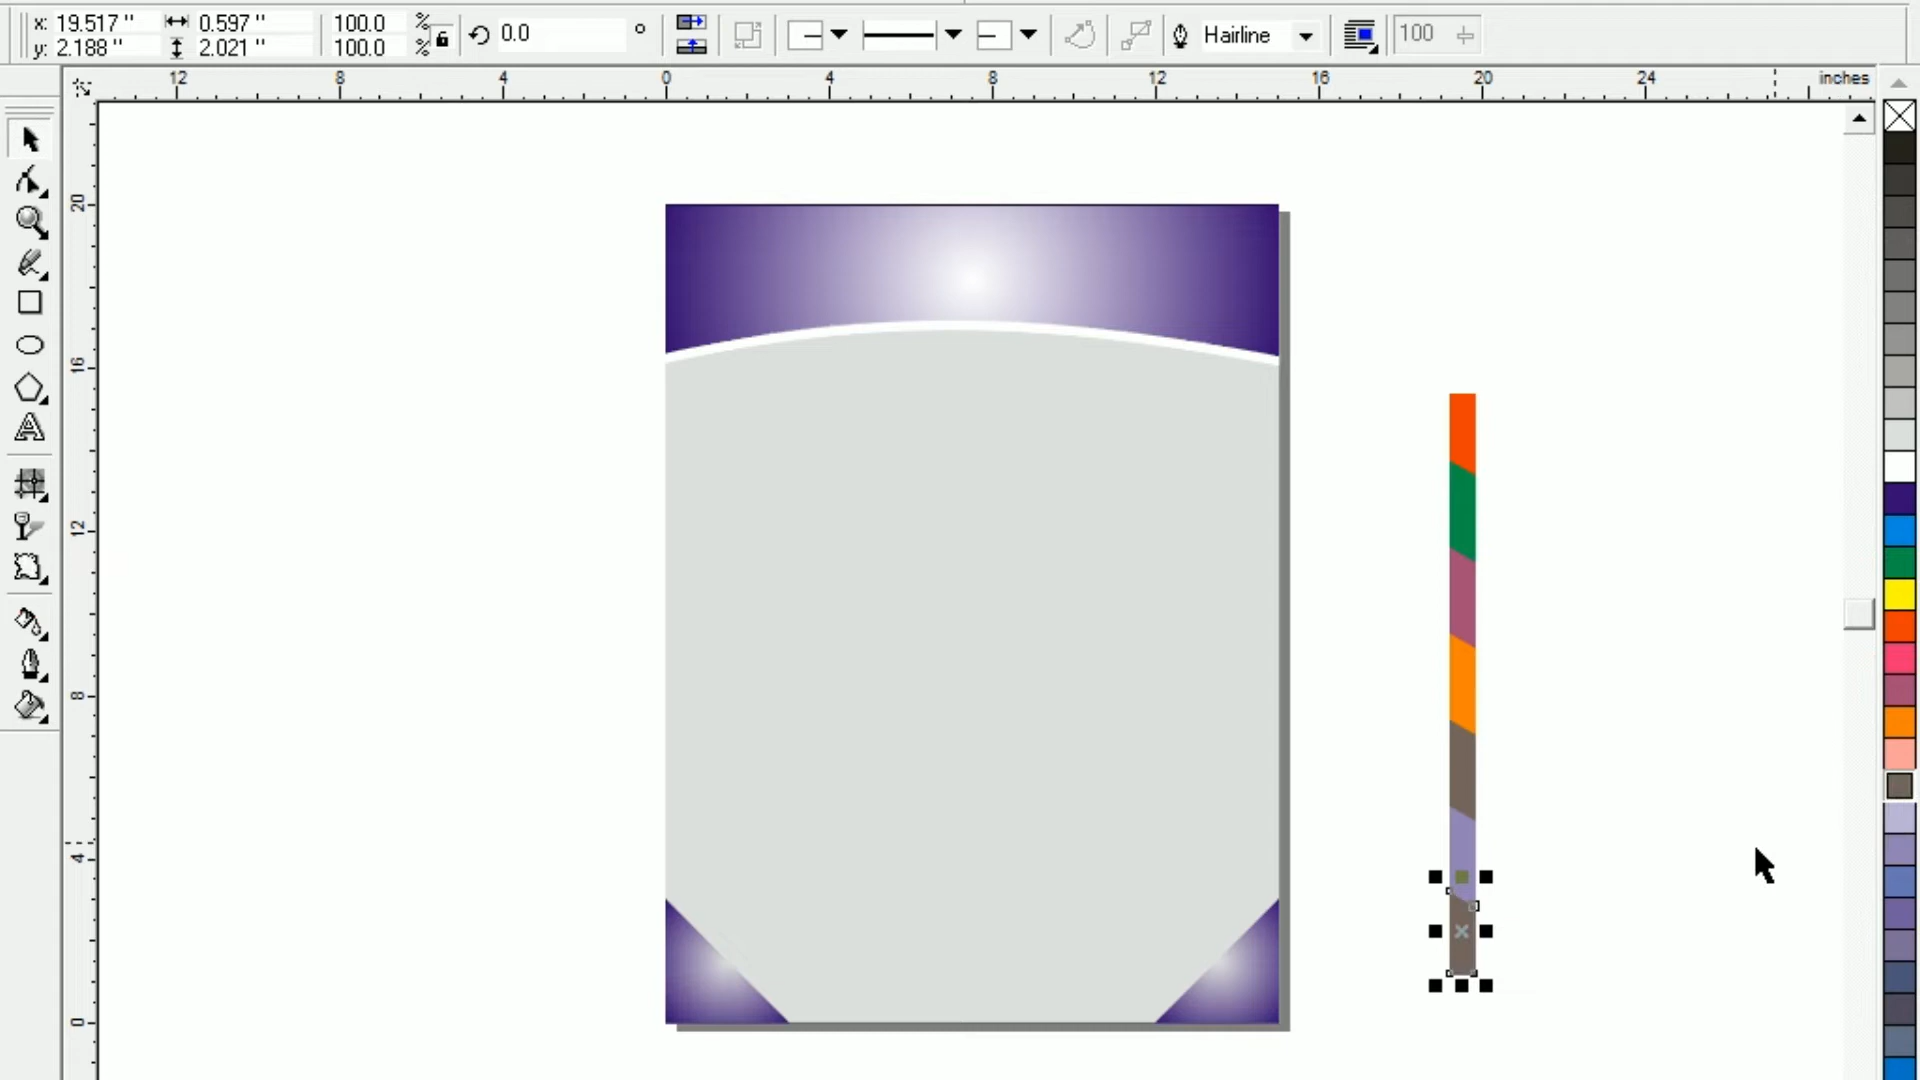 x: 19.517 " 0.597 " 100.0 % 0.0 ° Hairline 100
y: 2.188 " 2.021 " 100.0 %
12 8 4 0 4 8 12 16 20 24 inches
20
16
12
8
4
0